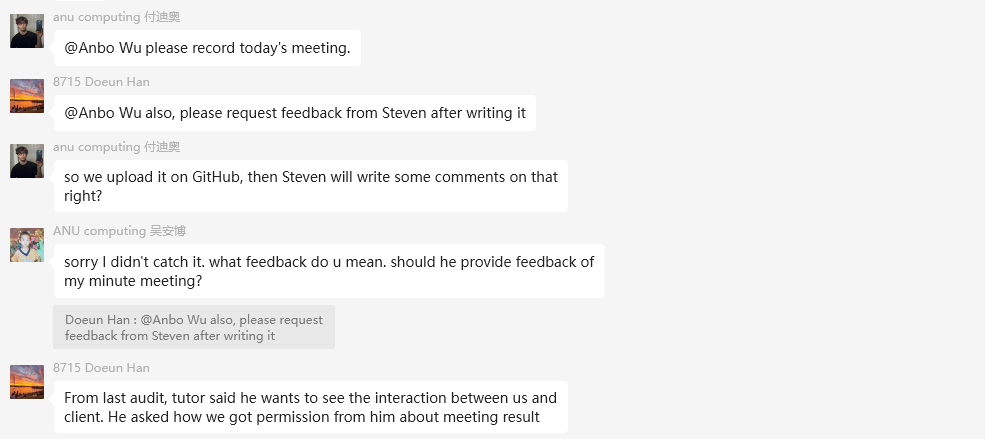 anu computing 付迪奥
@Anbo Wu please record today's meeting.
8715 Doeun Han
@Anbo Wu also, please request feedback from Steven after writing it
anu computing 付迪奥
so we upload it on GitHub, then Steven will write some comments on that
right?
ANU computing 吴安博
sorry I didn't catch it. what feedback do u mean. should he provide feedback of
my minute meeting?
Doeun Han : @Anbo Wu also, please request
feedback from Steven after writing it
8715 Doeun Han
From last audit, tutor said he wants to see the interaction between us and
client. He asked how we got permission from him about meeting result